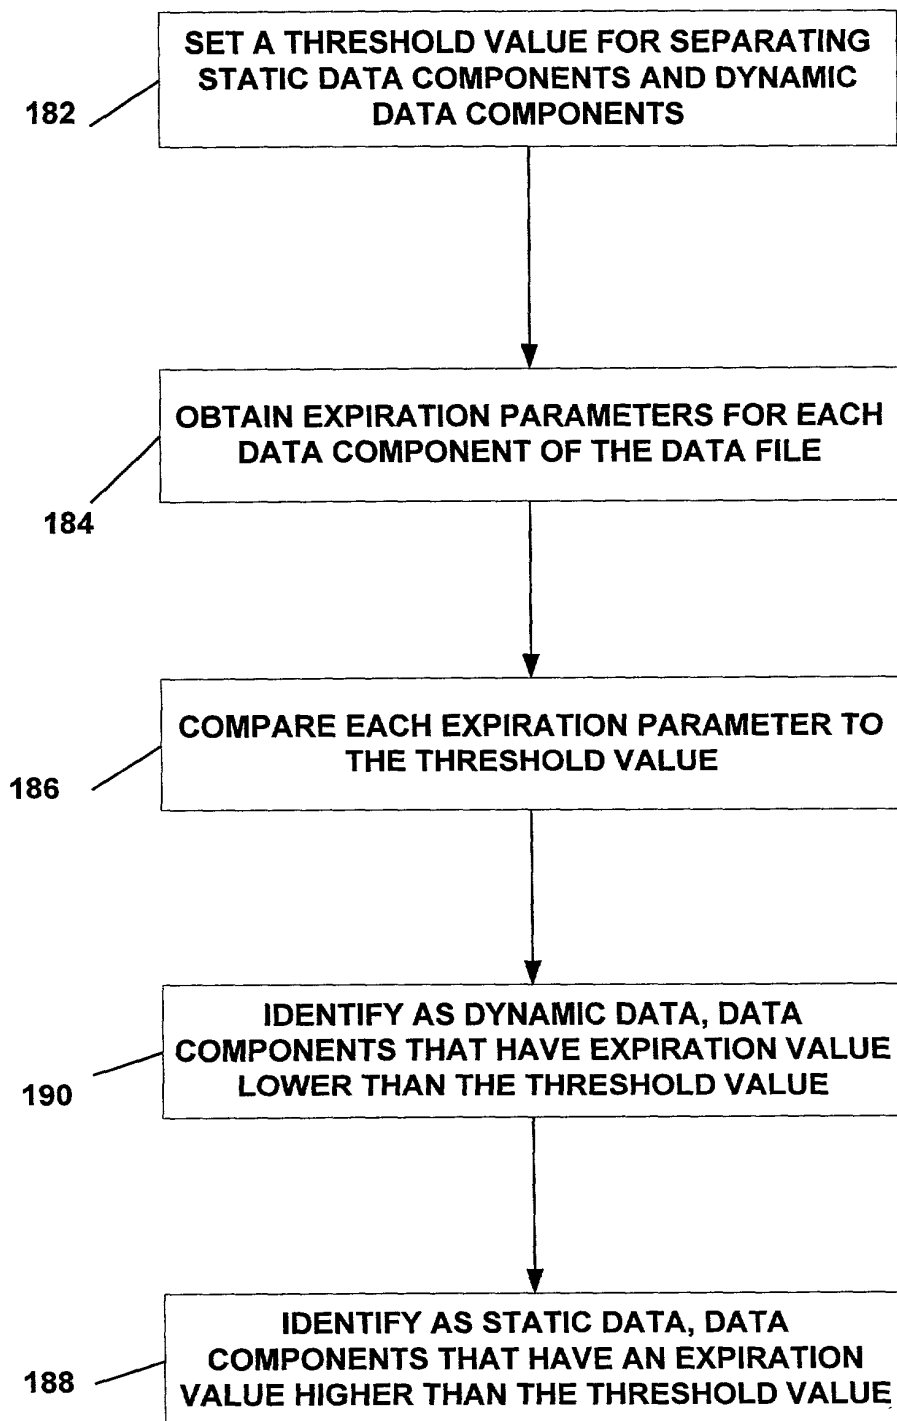 SET A THRESHOLD VALUE FOR SEPARATING
STATIC DATA COMPONENTS AND DYNAMIC
DATA COMPONENTS
182
OBTAIN EXPIRATION PARAMETERS FOR EACH
DATA COMPONENT OF THE DATA FILE
184
COMPARE EACH EXPIRATION PARAMETER TO
THE THRESHOLD VALUE
186
IDENTIFY AS DYNAMIC DATA, DATA
COMPONENTS THAT HAVE EXPIRATION VALUE
LOWER THAN THE THRESHOLD VALUE
190
IDENTIFY AS STATIC DATA, DATA
COMPONENTS THAT HAVE AN EXPIRATION
VALUE HIGHER THAN THE THRESHOLD VALUE
188